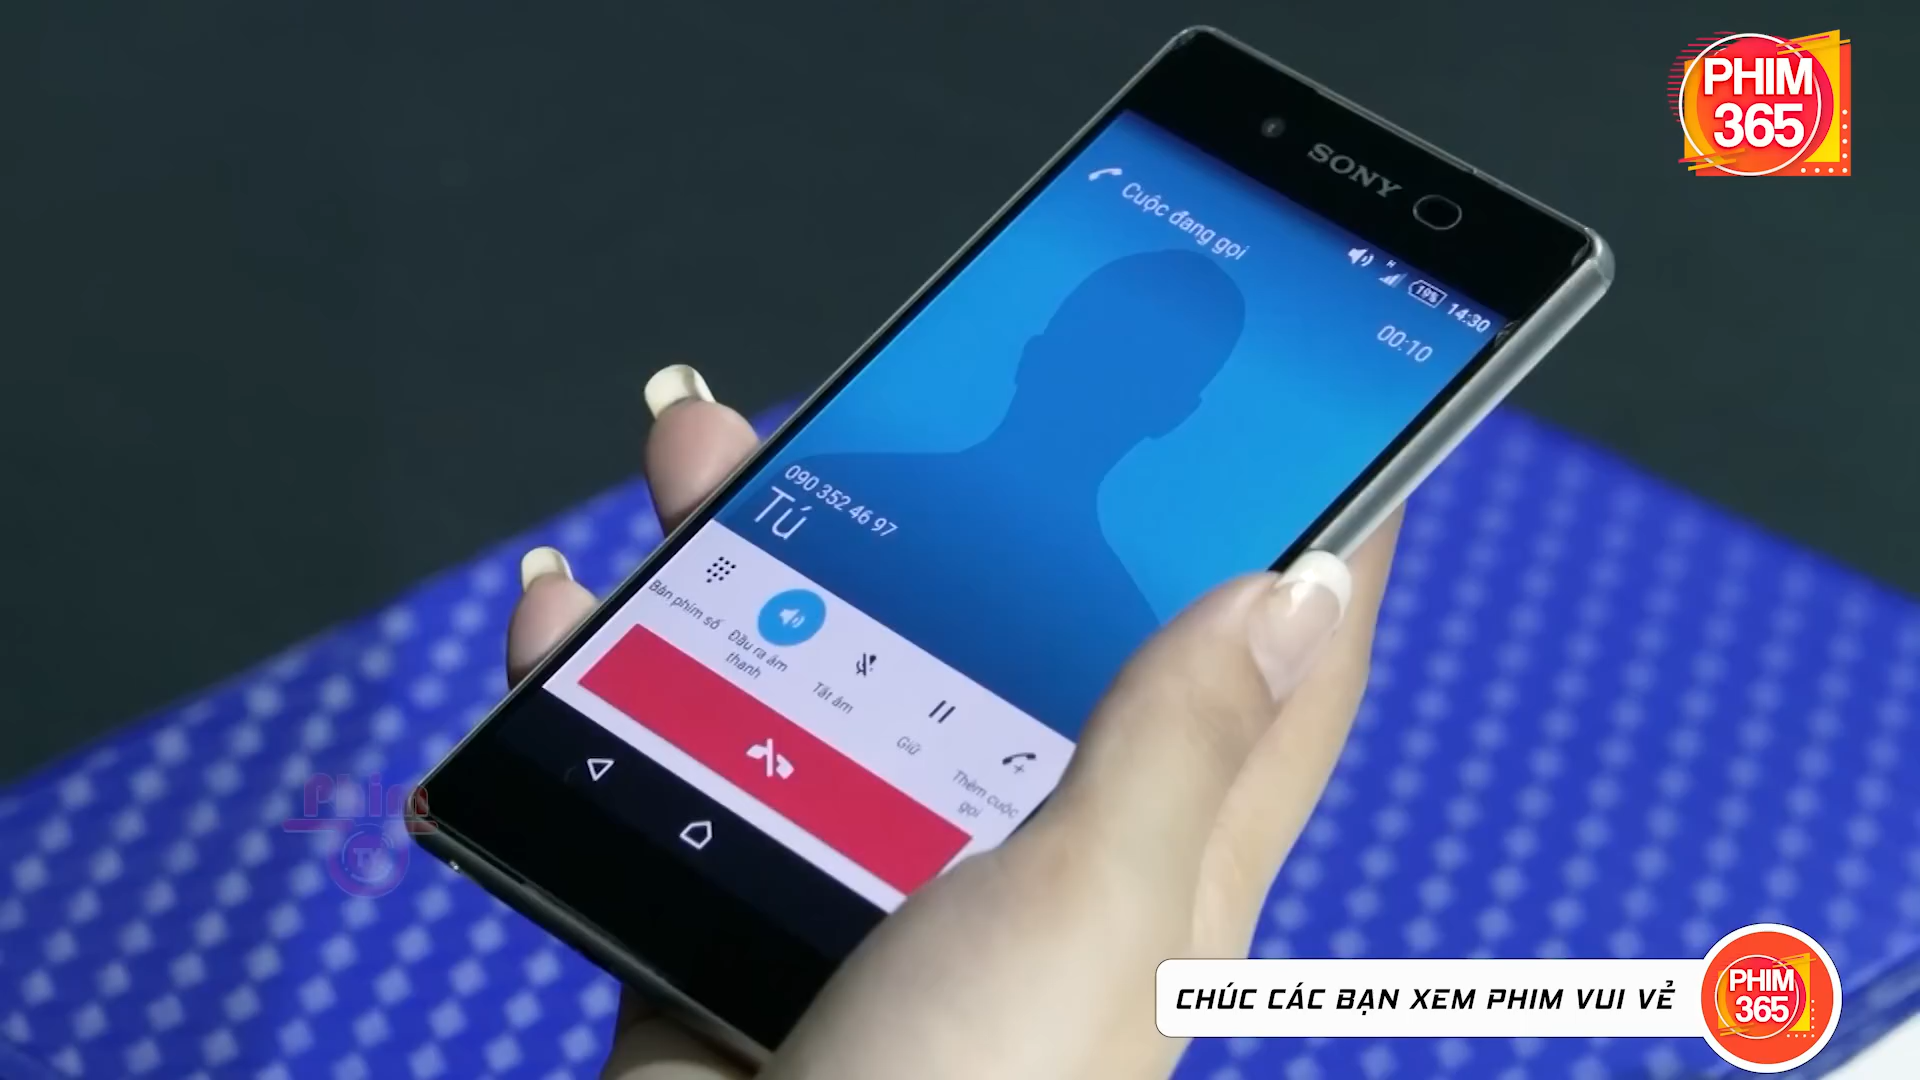 PHIM
365
SONY
Cuộc đang gọi
H
19%
14:30
00:10
090 352 46 97
Tú
Bàn phím số
Đầu ra âm
thanh
Tắt âm
Giữ
Thêm cuộc
gọi
Phim
TV
CHÚC CÁC BẠN XEM PHIM VUI VẺ
PHIM
365